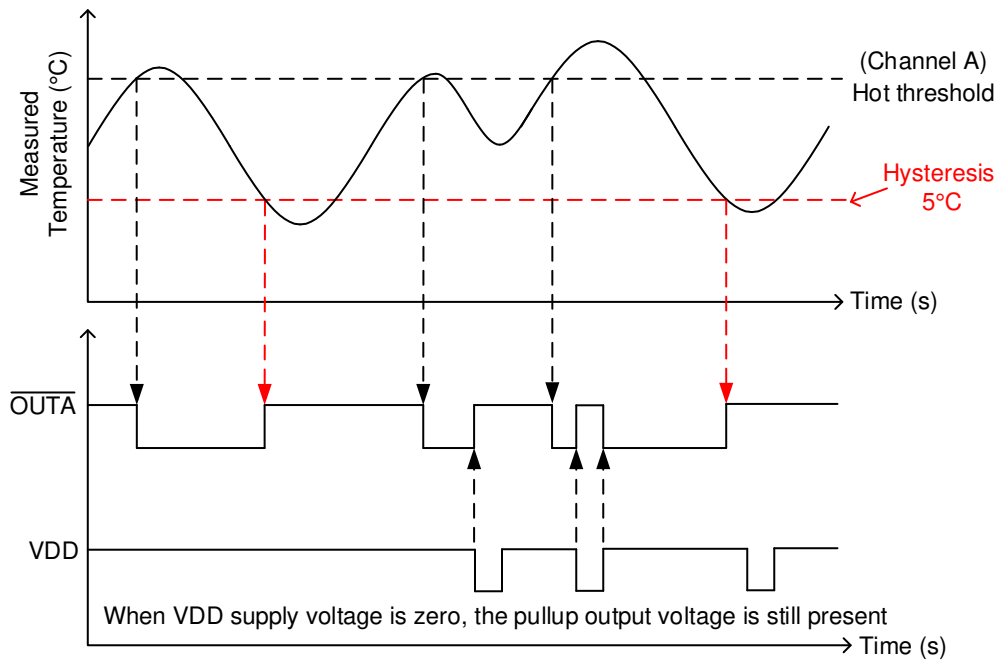 Measured
Temperature (°C)
(Channel A)
Hot threshold
Hysteresis
5°C
Time (s)
OUTA
VDD
When VDD supply voltage is zero, the pullup output voltage is still present
Time (s)